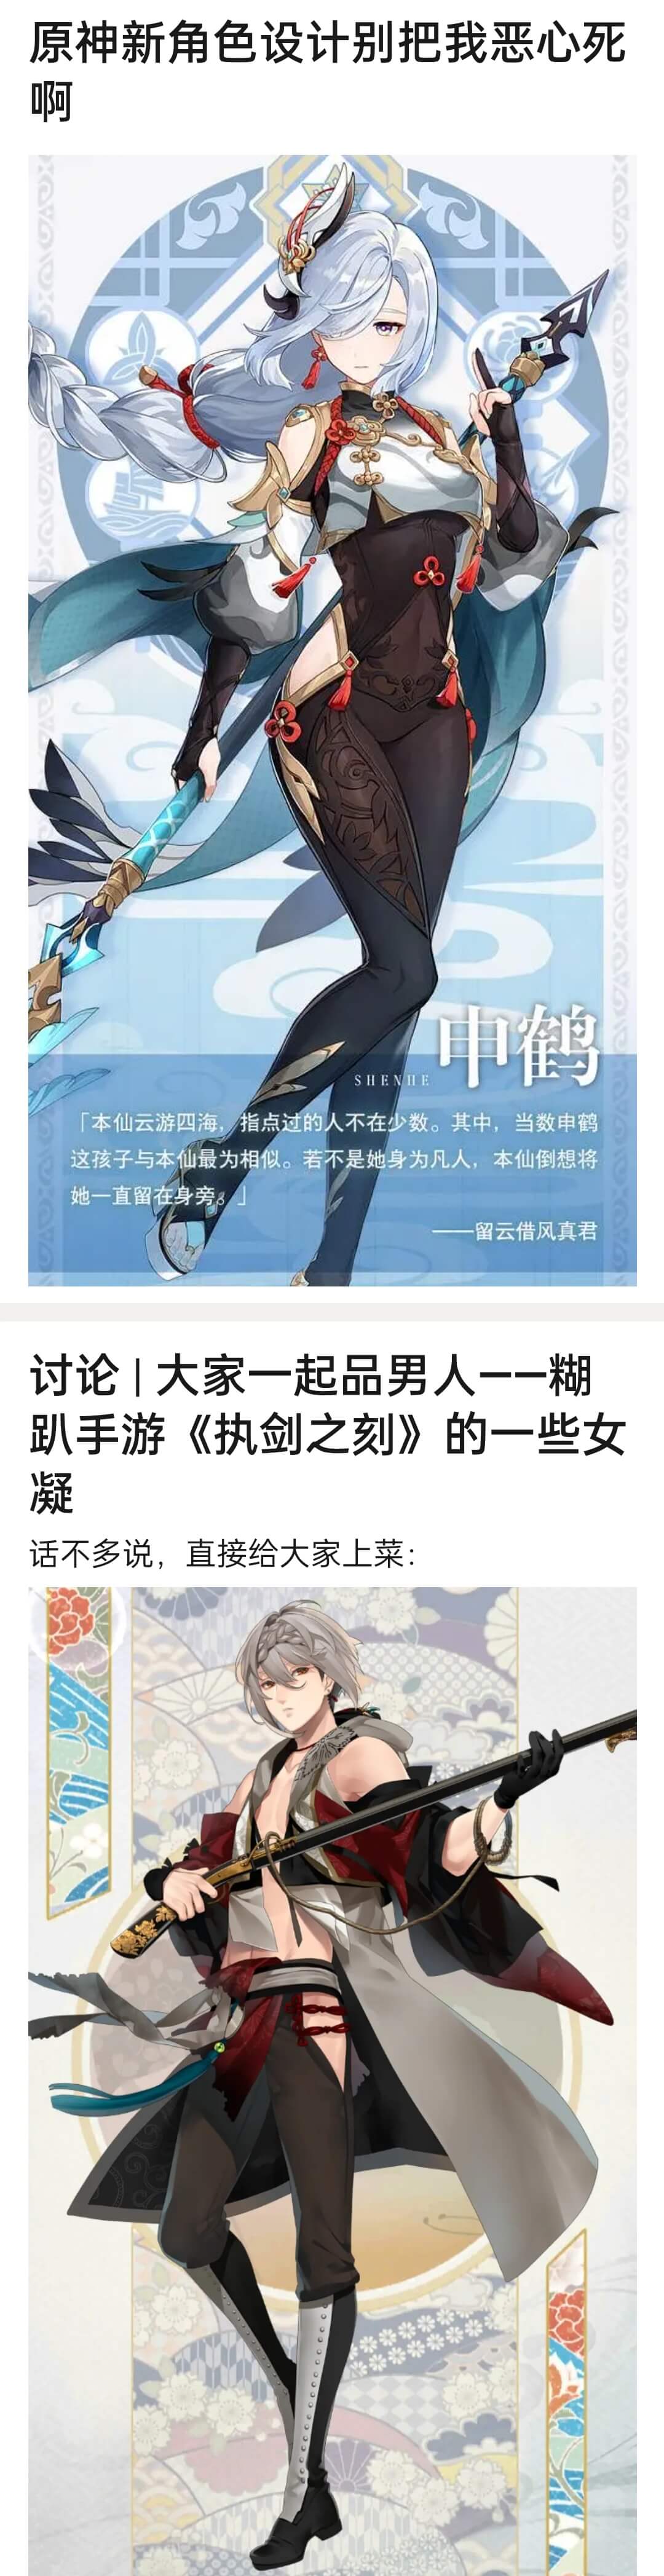 原神新角色设计别把我恶心死
啊
申鹤
SHENHE
「本仙云游四海，指点过的人不在少数。其中，当数申鹤
这孩子与本仙最为相似。若不是她身为凡人，本仙倒想将
她一直留在身旁。」
——留云借风真君
讨论 | 大家一起品男人——糊
趴手游《执剑之刻》的一些女
凝
话不多说，直接给大家上菜：